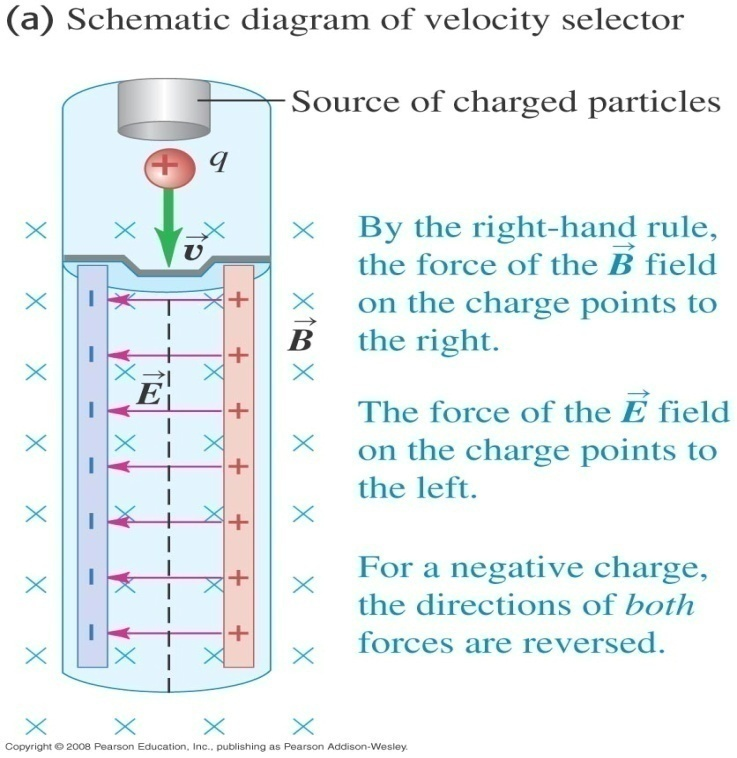 (a) Schematic diagram of velocity selector
Source of charged particles
+ q
v
By the right-hand rule,
the force of the B field
on the charge points to
the right.
B
E
The force of the E field
on the charge points to
the left.
For a negative charge,
the directions of both
forces are reversed.
− +
− +
− +
− +
− +
− +
− +
Copyright © 2008 Pearson Education, Inc., publishing as Pearson Addison-Wesley.